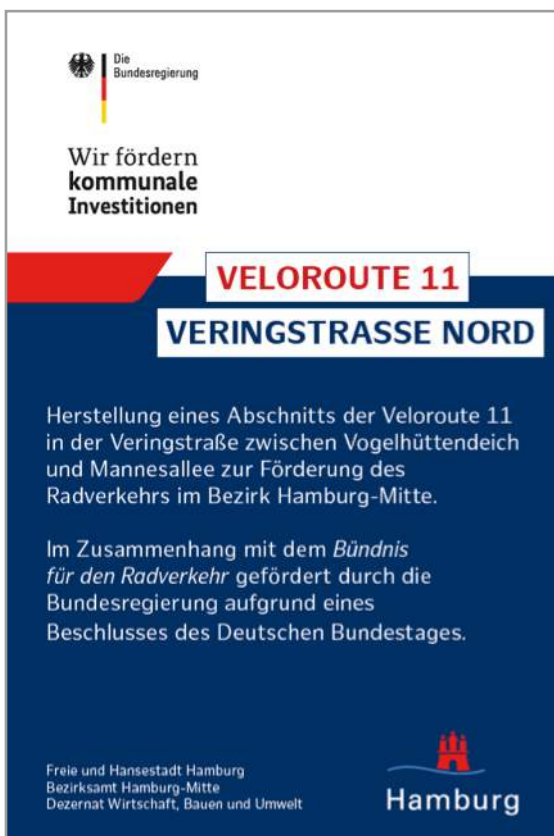 Die
Bundesregierung
Wir fördern
kommunale
Investitionen
VELOROUTE 11
VERINGSTRASSE NORD
Herstellung eines Abschnitts der Veloroute 11
in der Veringstraße zwischen Vogelhüttendeich
und Mannesallee zur Förderung des
Radverkehrs im Bezirk Hamburg-Mitte.
Im Zusammenhang mit dem Bündnis
für den Radverkehr gefördert durch die
Bundesregierung aufgrund eines
Beschlusses des Deutschen Bundestages.
Freie und Hansestadt Hamburg
Bezirksamt Hamburg-Mitte
Dezernat Wirtschaft, Bauen und Umwelt
Hamburg